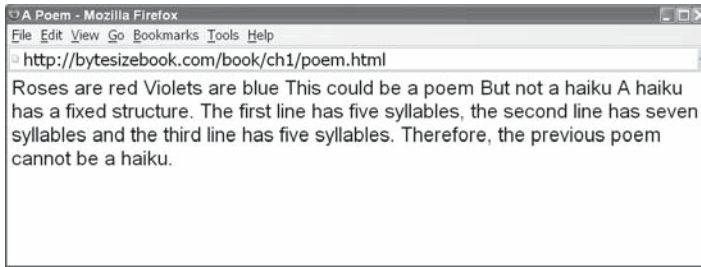 A Poem - Mozilla Firefox
File Edit View Go Bookmarks Tools Help
http://bytesizebook.com/book/ch1/poem.html
Roses are red Violets are blue This could be a poem But not a haiku A haiku
has a fixed structure. The first line has five syllables, the second line has seven
syllables and the third line has five syllables. Therefore, the previous poem
cannot be a haiku.